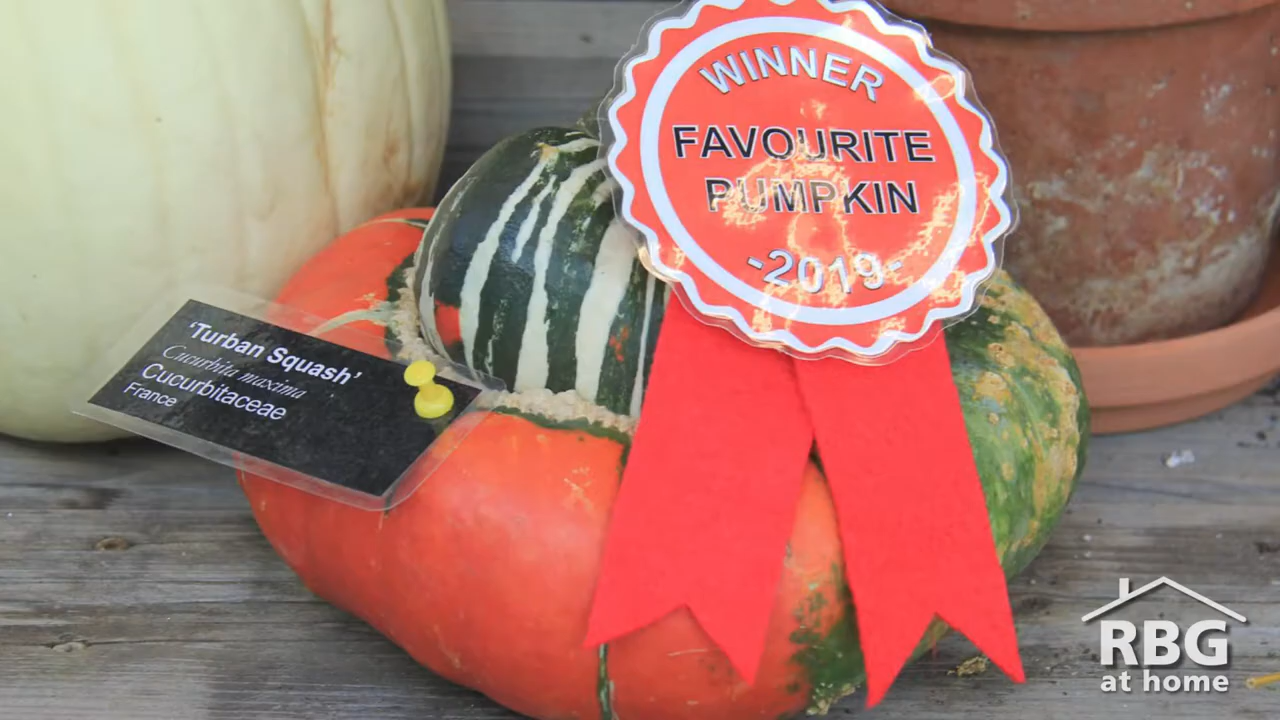 WINNER
FAVOURITE
PUMPKIN
-2019-
'Turban Squash'
Cucurbita maxima
Cucurbitaceae
France
RBG
at home